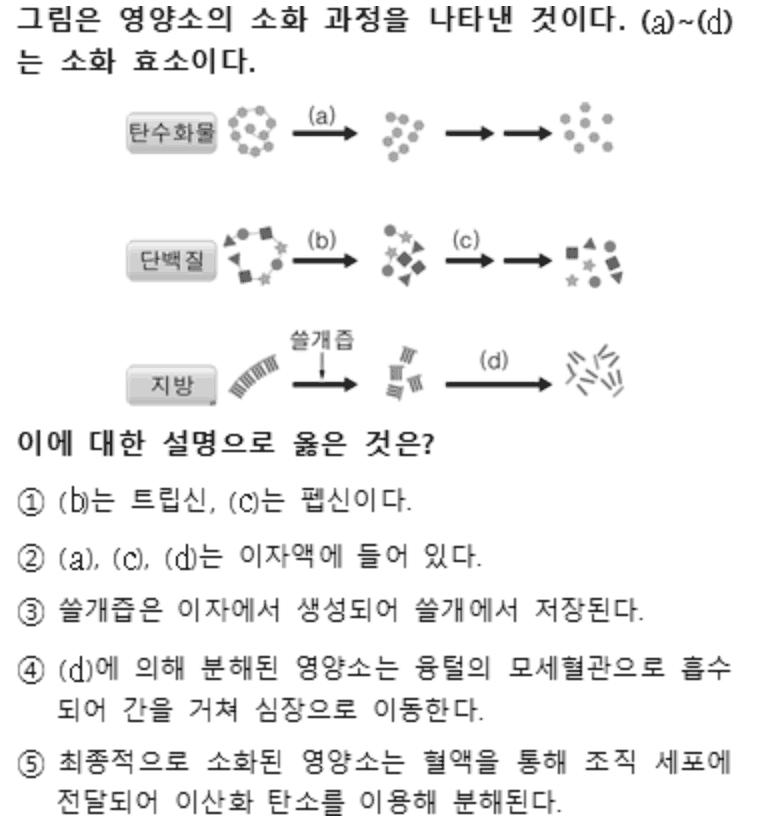 그림은 영양소의 소화 과정을 나타낸 것이다. (a)~(d)
는 소화 효소이다.
탄수화물 (a)
단백질 (b) (c)
쓸개즙
지방 (d)
이에 대한 설명으로 옳은 것은?
① (b)는 트립신, (c)는 펩신이다.
② (a), (c), (d)는 이자액에 들어 있다.
③ 쓸개즙은 이자에서 생성되어 쓸개에서 저장된다.
④ (d)에 의해 분해된 영양소는 융털의 모세혈관으로 흡수
되어 간을 거쳐 심장으로 이동한다.
⑤ 최종적으로 소화된 영양소는 혈액을 통해 조직 세포에
전달되어 이산화 탄소를 이용해 분해된다.